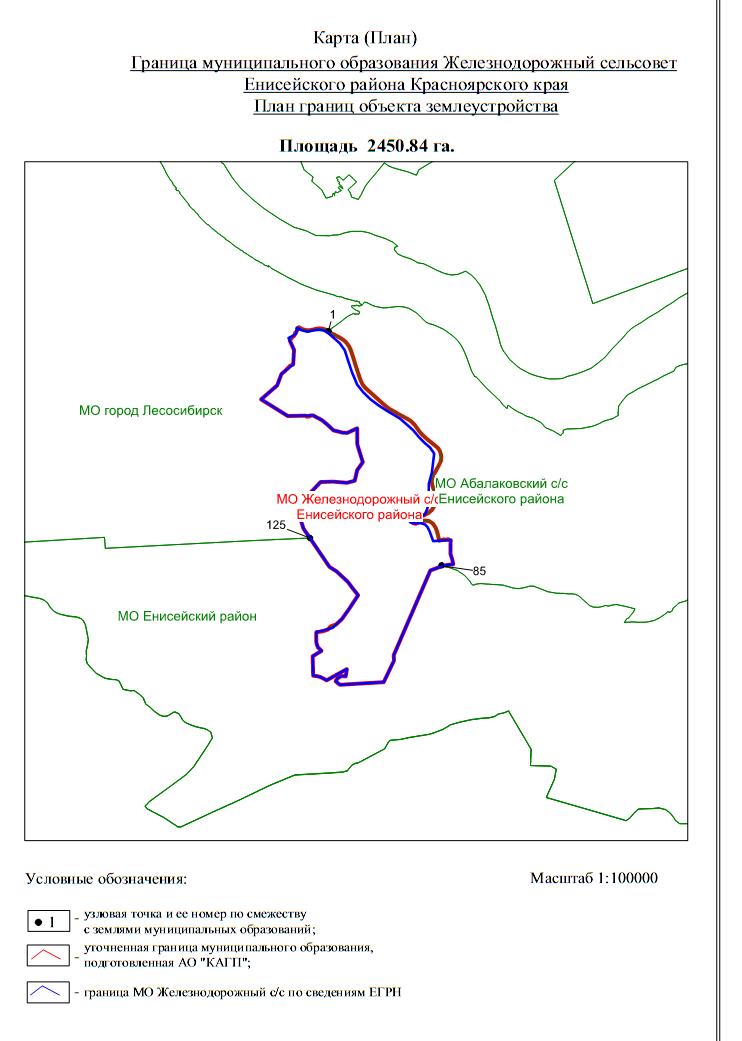 Карта (План)
Граница муниципального образования Железнодорожный сельсовет
Енисейского района Красноярского края
План границ объекта землеустройства
Площадь 2450.84 га.
1
МО город Лесосибирск
МО Абалаковский с/с
Енисейского района
МО Железнодорожный с/с
Енисейского района
125
85
МО Енисейский район
Условные обозначения:
Масштаб 1:100000
1 - узловая точка и ее номер по смежеству
с землями муниципальных образований;
- уточненная граница муниципального образования,
подготовленная АО "КАГП";
- граница МО Железнодорожный с/с по сведениям ЕГРН